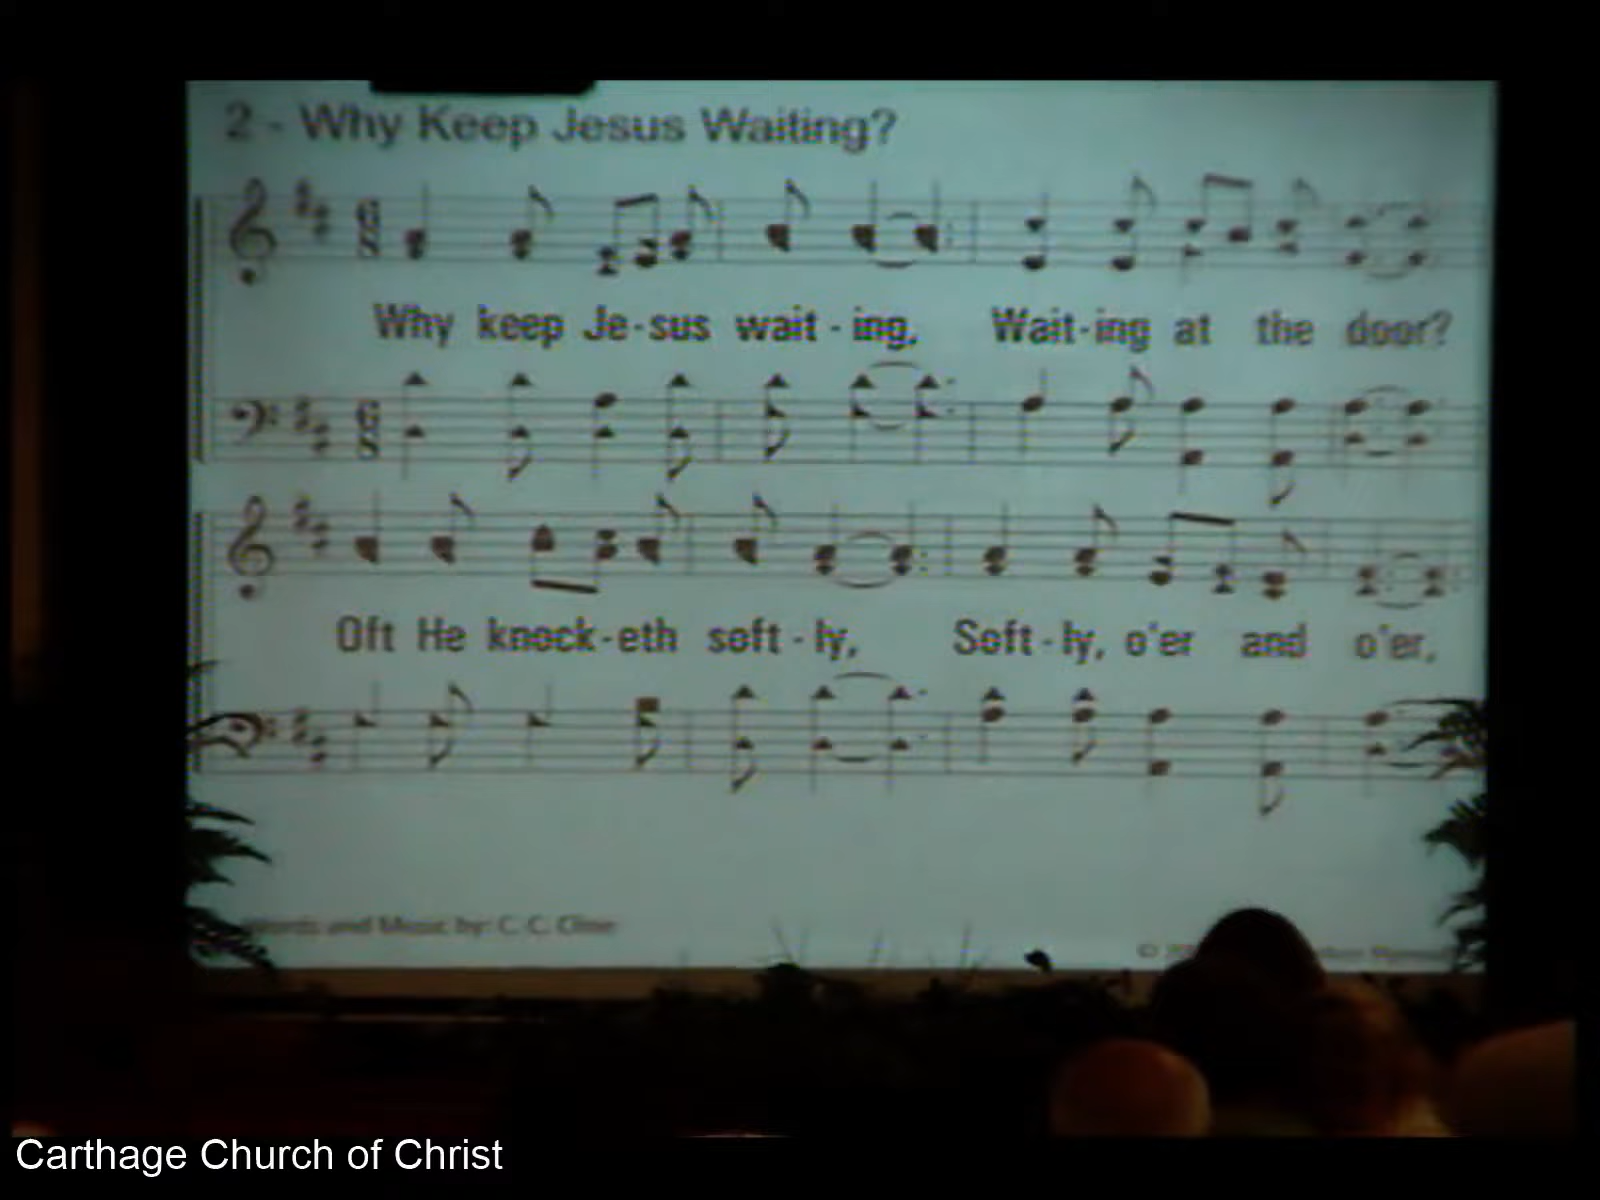 2 - Why Keep Jesus Waiting?
Why keep Je-sus wait-ing, Wait-ing at the door?
Oft He knock-eth soft-ly, Soft-ly, o'er and o'er,
Words and Music by: C. C. Cline
©
Carthage Church of Christ